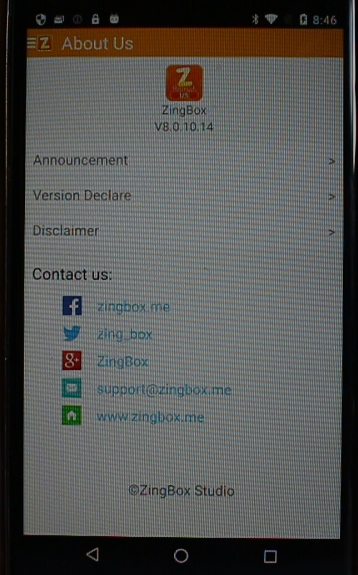 8:46
Z About Us
Z
US
ZingBox
V8.0.10.14
Announcement >
Version Declare >
Disclaimer >
Contact us:
f zingbox.me
zing_box
g+ ZingBox
support@zingbox.me
www.zingbox.me
©ZingBox Studio